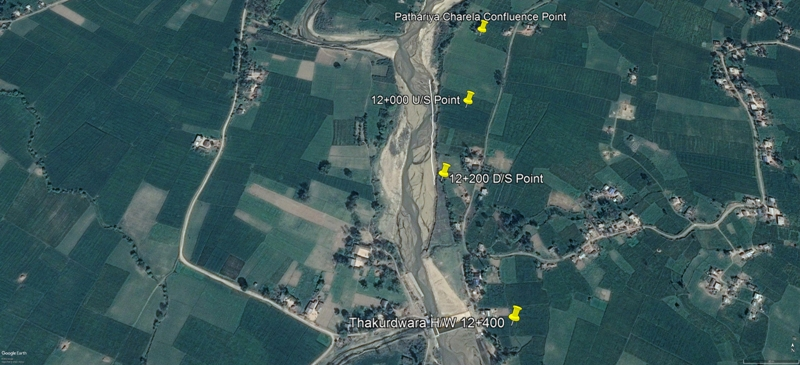 Pathariya Charela Confluence Point
12+000 U/S Point
12+200 D/S Point
Thakurdwara H/W 12+400
Google Earth